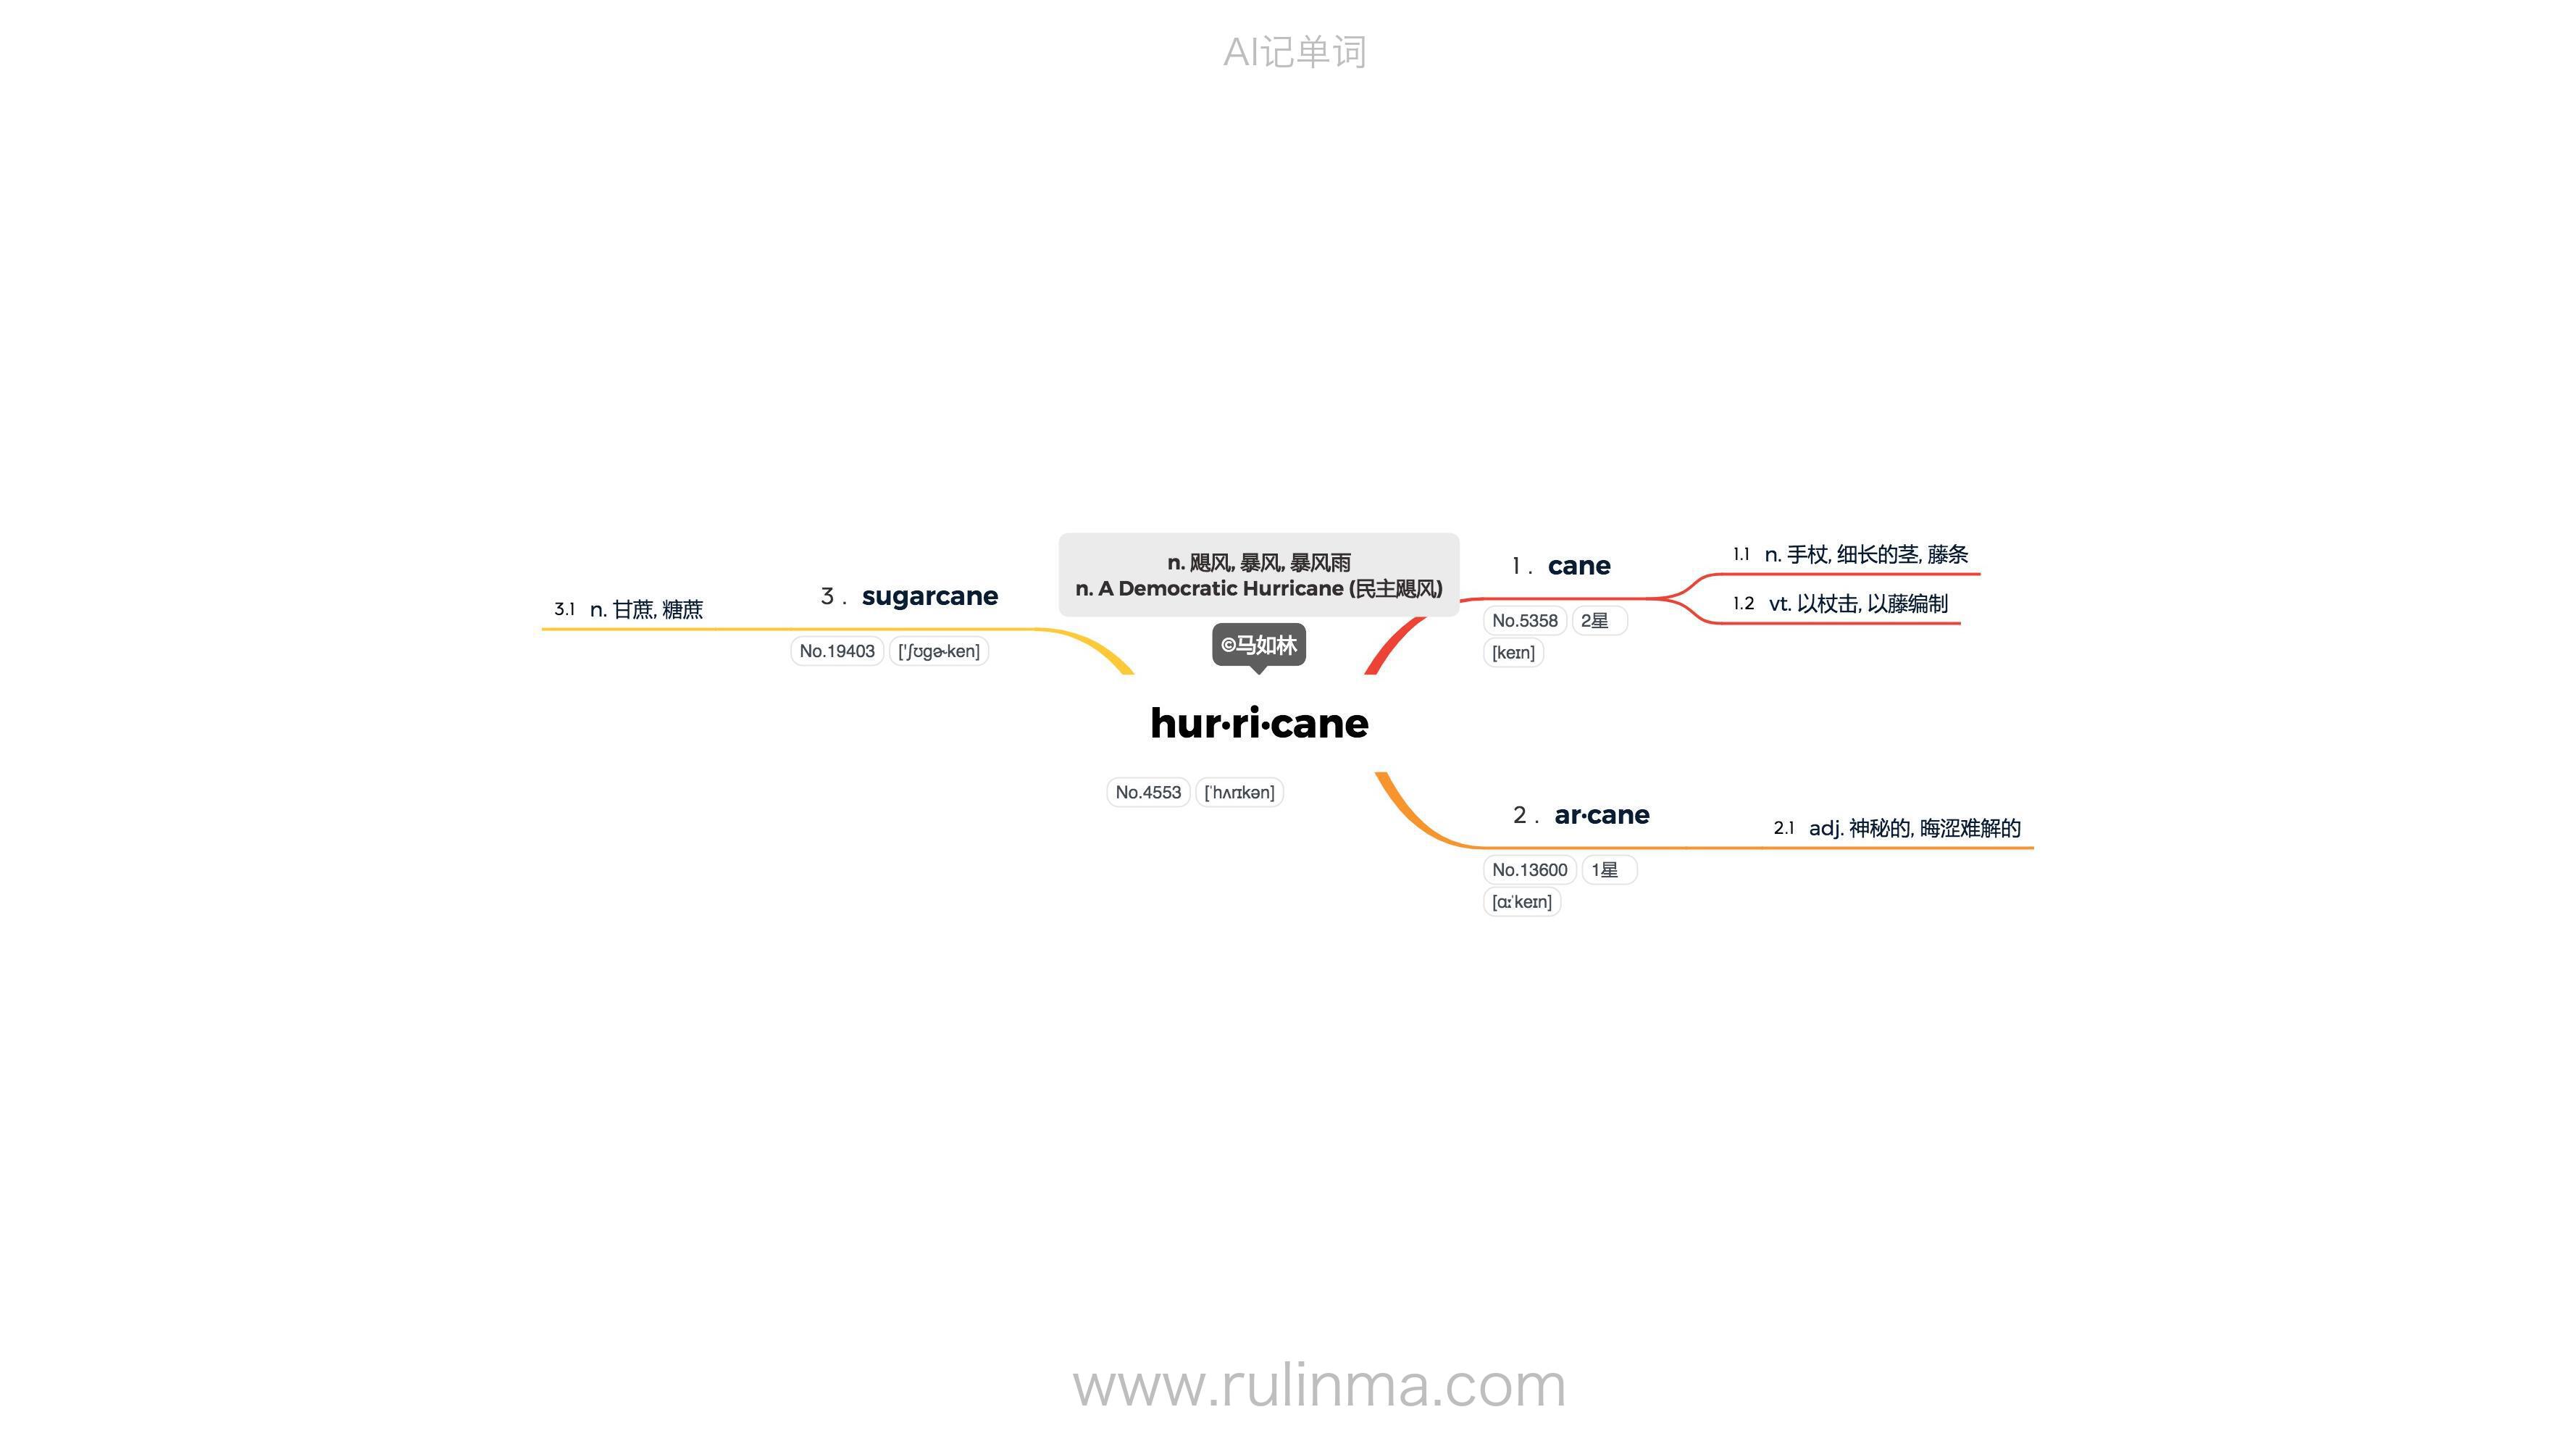 AI记单词
n. 飓风, 暴风, 暴风雨
n. A Democratic Hurricane (民主飓风)
©马如林
hur·ri·cane
No.4553 [ˈhʌrɪkən]
1. cane
No.5358 2星
[keɪn]
1.1 n. 手杖, 细长的茎, 藤条
1.2 vt. 以杖击, 以藤编制
2. ar·cane
No.13600 1星
[ɑːˈkeɪn]
2.1 adj. 神秘的, 晦涩难解的
3. sugarcane
No.19403 ['ʃʊgɚken]
3.1 n. 甘蔗, 糖蔗
www.rulinma.com